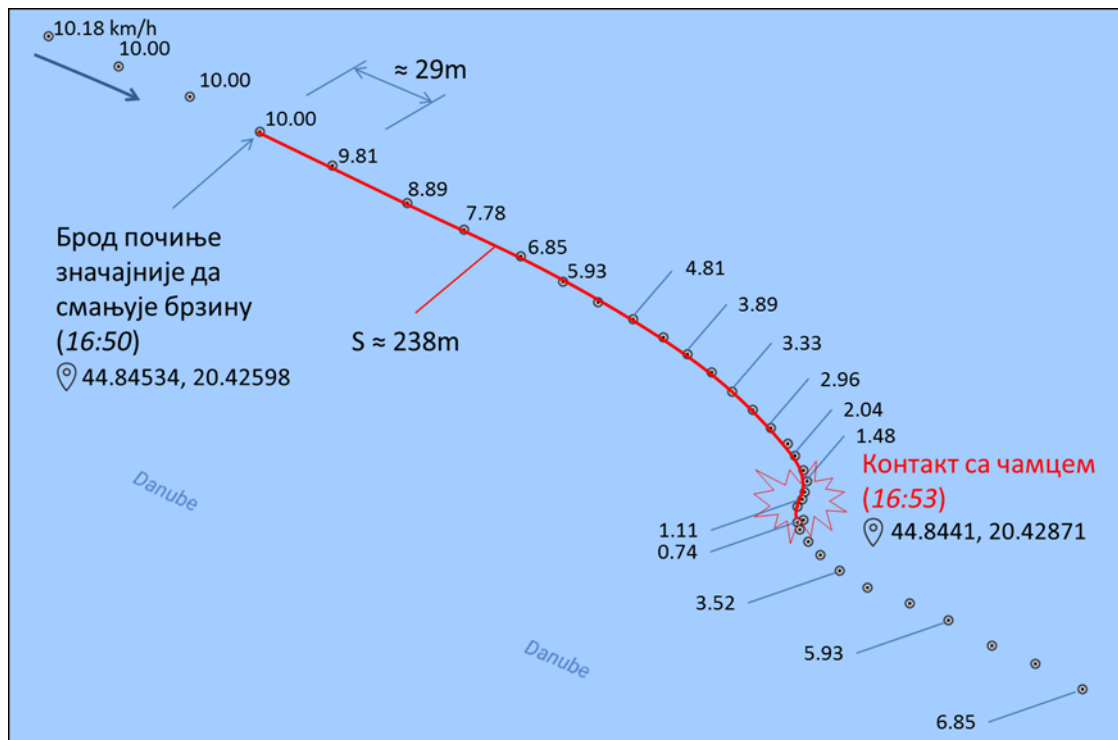 10.18 km/h
10.00
10.00
≈ 29m
10.00
9.81
8.89
7.78
6.85
5.93
4.81
3.89
3.33
2.96
2.04
1.48
Брод почиње
значајније да
смањује брзину
(16:50)
44.84534, 20.42598
S ≈ 238m
Контакт са чамцем
(16:53)
44.8441, 20.42871
Danube
1.11
0.74
3.52
Danube
5.93
6.85